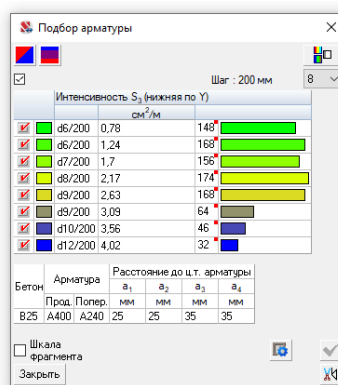 Подбор арматуры
Шаг : 200 мм
8
Интенсивность S3 (нижняя по Y)
см2/м
d6/200 0,78 148
d6/200 1,24 168
d7/200 1,7 156
d8/200 2,17 174
d9/200 2,63 168
d9/200 3,09 64
d10/200 3,56 46
d12/200 4,02 32
Бетон Арматура Расстояние до ц.т. арматуры
a1 a2 a3 a4
Прод. Попер. мм мм мм мм
B25 A400 A240 25 25 35 35
Шкала
фрагмента
Закрыть